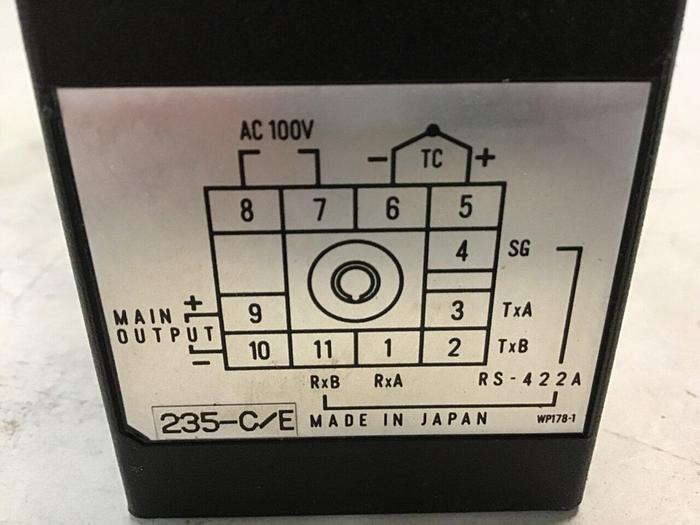 AC 100V
- TC +
8 7 6 5
4 SG
+
MAIN 9 3 TxA
OUTPUT
- 10 11 1 2 TxB
RxB RxA RS-422A
235-C/E MADE IN JAPAN WP178-1